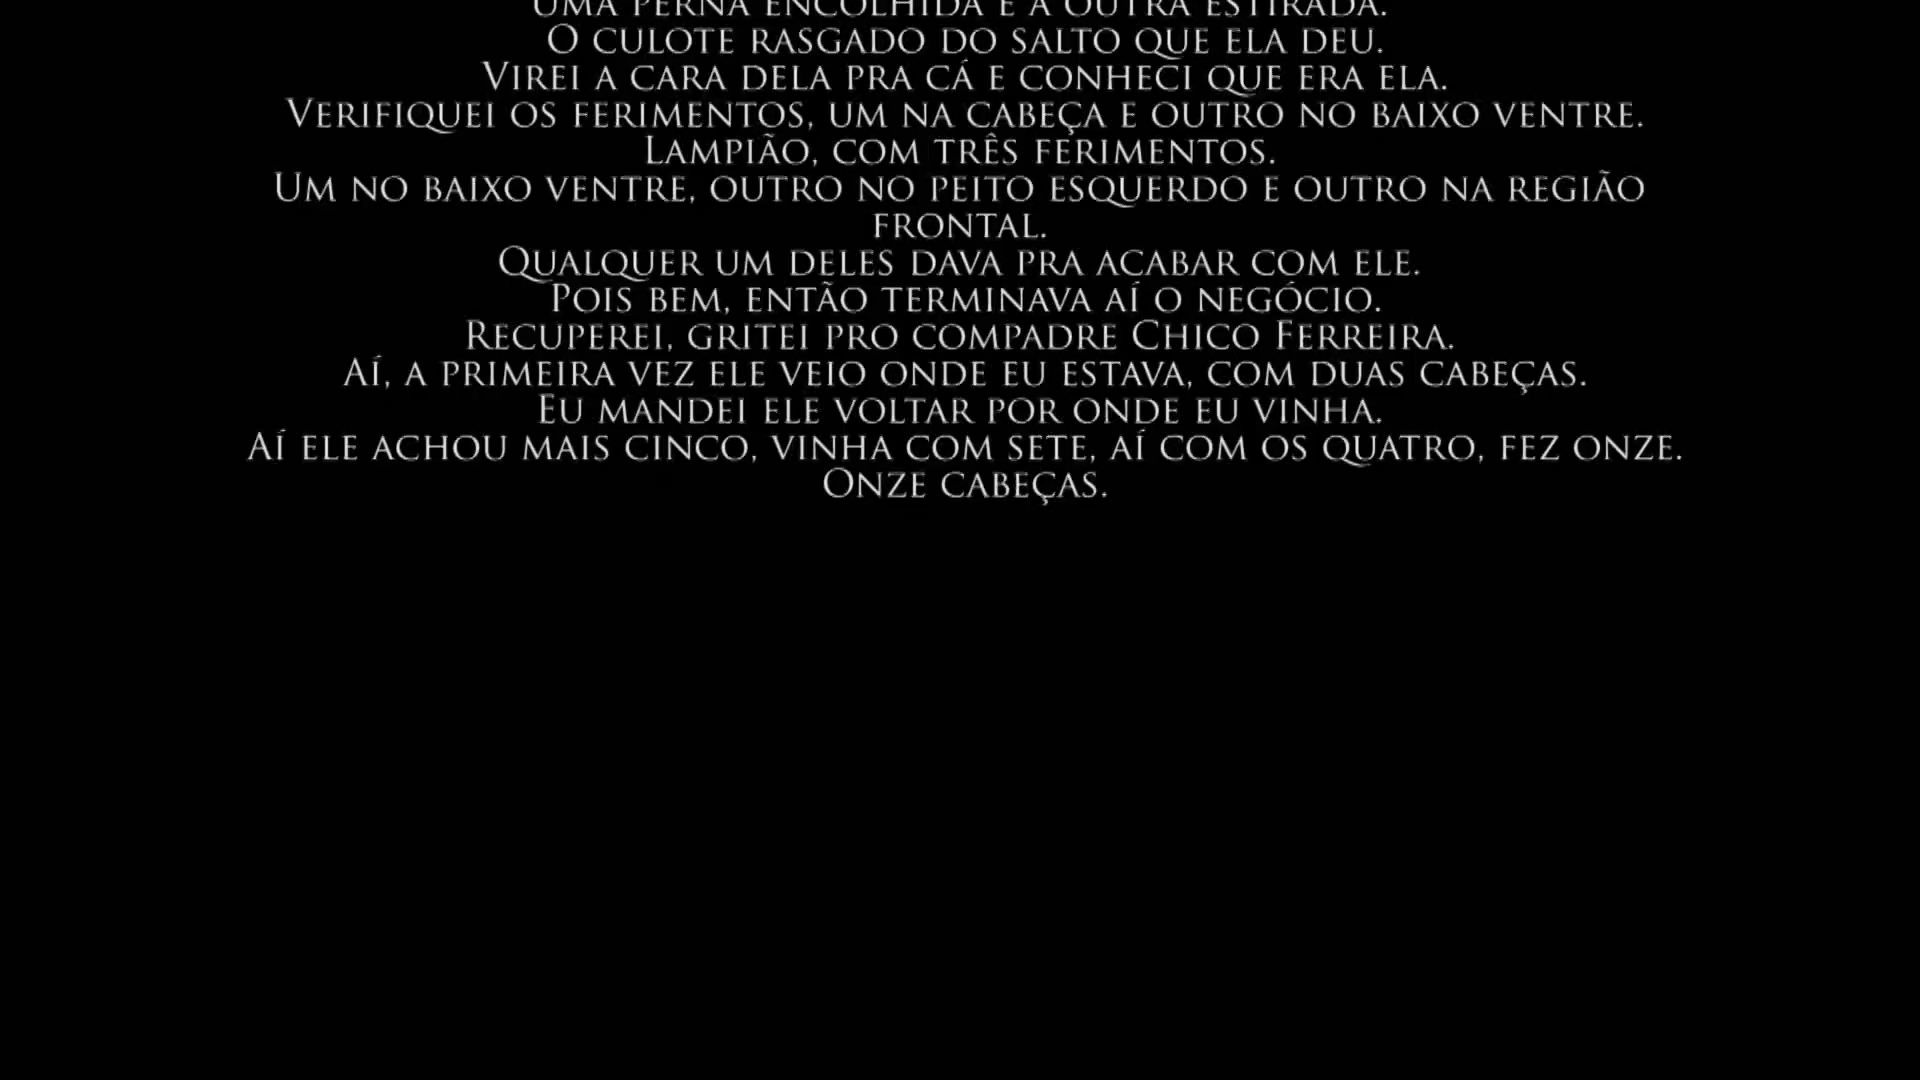 UMA PERNA ENCOLHIDA E A OUTRA ESTIRADA.
O CULOTE RASGADO DO SALTO QUE ELA DEU.
VIREI A CARA DELA PRA CÁ E CONHECI QUE ERA ELA.
VERIFIQUEI OS FERIMENTOS, UM NA CABEÇA E OUTRO NO BAIXO VENTRE.
LAMPIÃO, COM TRÊS FERIMENTOS.
UM NO BAIXO VENTRE, OUTRO NO PEITO ESQUERDO E OUTRO NA REGIÃO
FRONTAL.
QUALQUER UM DELES DAVA PRA ACABAR COM ELE.
POIS BEM, ENTÃO TERMINAVA AÍ O NEGÓCIO.
RECUPEREI, GRITEI PRO COMPADRE CHICO FERREIRA.
AÍ, A PRIMEIRA VEZ ELE VEIO ONDE EU ESTAVA, COM DUAS CABEÇAS.
EU MANDEI ELE VOLTAR POR ONDE EU VINHA.
AÍ ELE ACHOU MAIS CINCO, VINHA COM SETE, AÍ COM OS QUATRO, FEZ ONZE.
ONZE CABEÇAS.